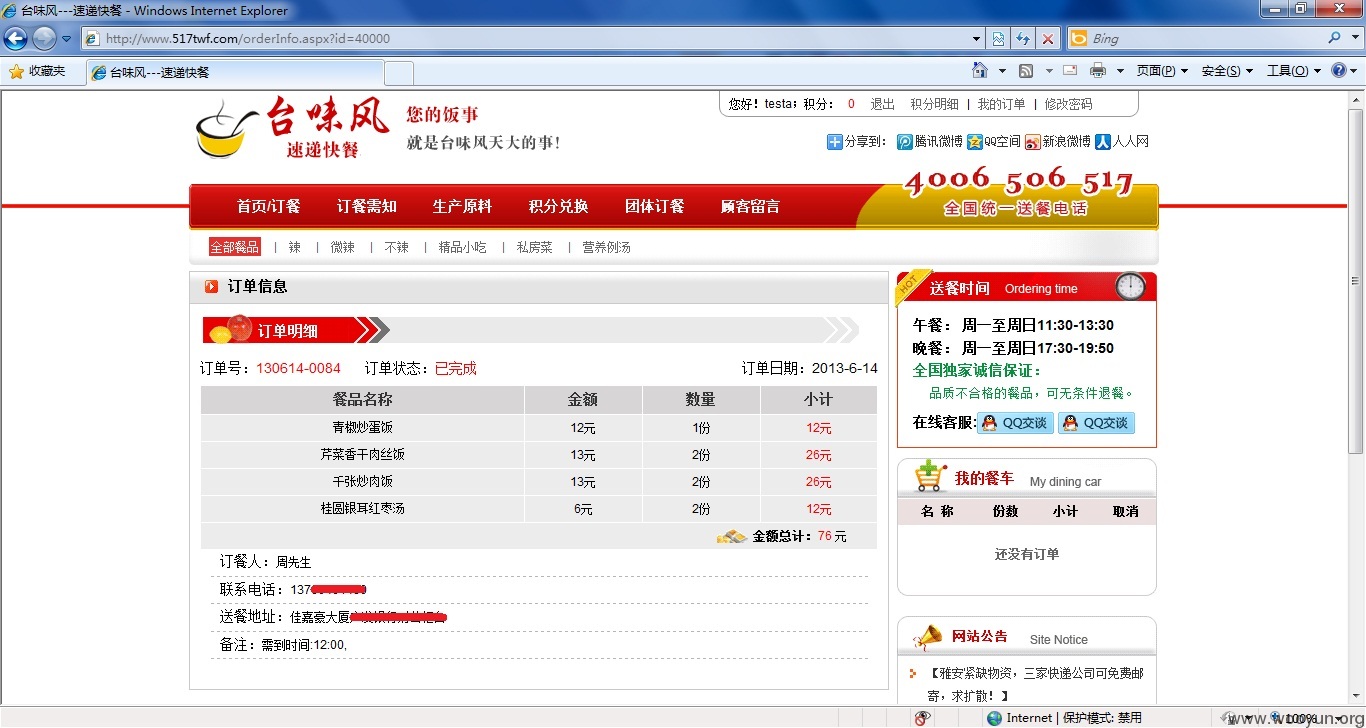 台味风---速递快餐 - Windows Internet Explorer
http://www.517twf.com/orderInfo.aspx?id=40000
Bing
收藏夹
台味风---速递快餐
页面(P) 安全(S) 工具(O)
台味风
速递快餐
您的饭事
就是台味风天大的事!
您好！testa；积分： 0 退出 积分明细 | 我的订单 | 修改密码
分享到： 腾讯微博 QQ空间 新浪微博 人人网
4006 506 517
全国统一送餐电话
首页/订餐 订餐需知 生产原料 积分兑换 团体订餐 顾客留言
全部餐品 | 辣 | 微辣 | 不辣 | 精品小吃 | 私房菜 | 营养例汤
订单信息
订单明细
订单号：130614-0084 订单状态：已完成 订单日期：2013-6-14
餐品名称 金额 数量 小计
青椒炒蛋饭 12元 1份 12元
芹菜香干肉丝饭 13元 2份 26元
千张炒肉饭 13元 2份 26元
桂圆银耳红枣汤 6元 2份 12元
金额总计：76 元
订餐人：周先生
联系电话：137
送餐地址：佳嘉豪大厦
备注：需到时间:12:00,
HOT
送餐时间 Ordering time
午餐： 周一至周日11:30-13:30
晚餐： 周一至周日17:30-19:50
全国独家诚信保证：
品质不合格的餐品，可无条件退餐。
在线客服: QQ交谈 QQ交谈
我的餐车 My dining car
名 称 份数 小计 取消
还没有订单
网站公告 Site Notice
【雅安紧缺物资，三家快递公司可免费邮
寄，求扩散！】
Internet | 保护模式: 禁用
100%
www.wooyun.org